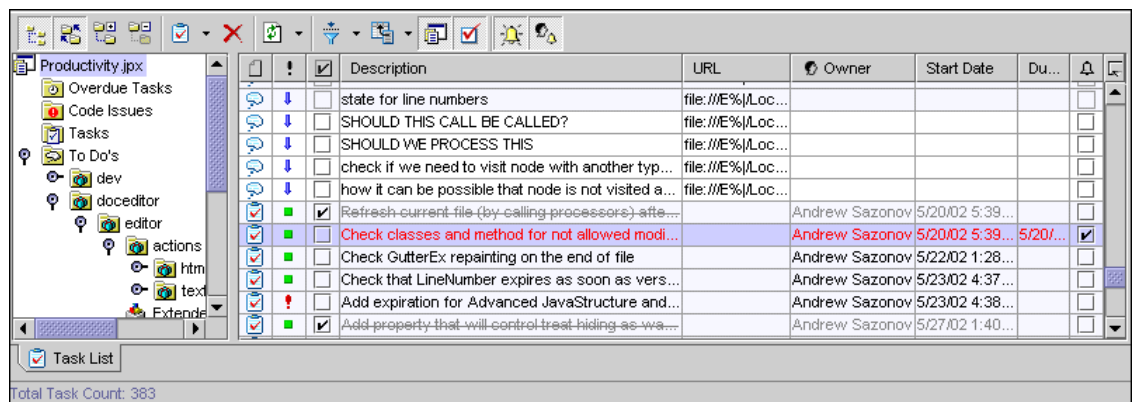 Productivity.jpx
Overdue Tasks
Code Issues
Tasks
To Do's
dev
doceditor
editor
actions
htm
text
Extende
Description URL Owner Start Date Du...
state for line numbers file:///E%|/Loc...
SHOULD THIS CALL BE CALLED? file:///E%|/Loc...
SHOULD WE PROCESS THIS file:///E%|/Loc...
check if we need to visit node with another typ... file:///E%|/Loc...
how it can be possible that node is not visited a... file:///E%|/Loc...
Refresh current file (by calling processors) afte... Andrew Sazonov 5/20/02 5:39...
Check classes and method for not allowed modi... Andrew Sazonov 5/20/02 5:39... 5/20/...
Check GutterEx repainting on the end of file Andrew Sazonov 5/22/02 1:28...
Check that LineNumber expires as soon as vers... Andrew Sazonov 5/23/02 4:37...
Add expiration for Advanced JavaStructure and... Andrew Sazonov 5/23/02 4:38...
Add property that will control treat hiding as wa... Andrew Sazonov 5/27/02 1:40...
Task List
Total Task Count: 383